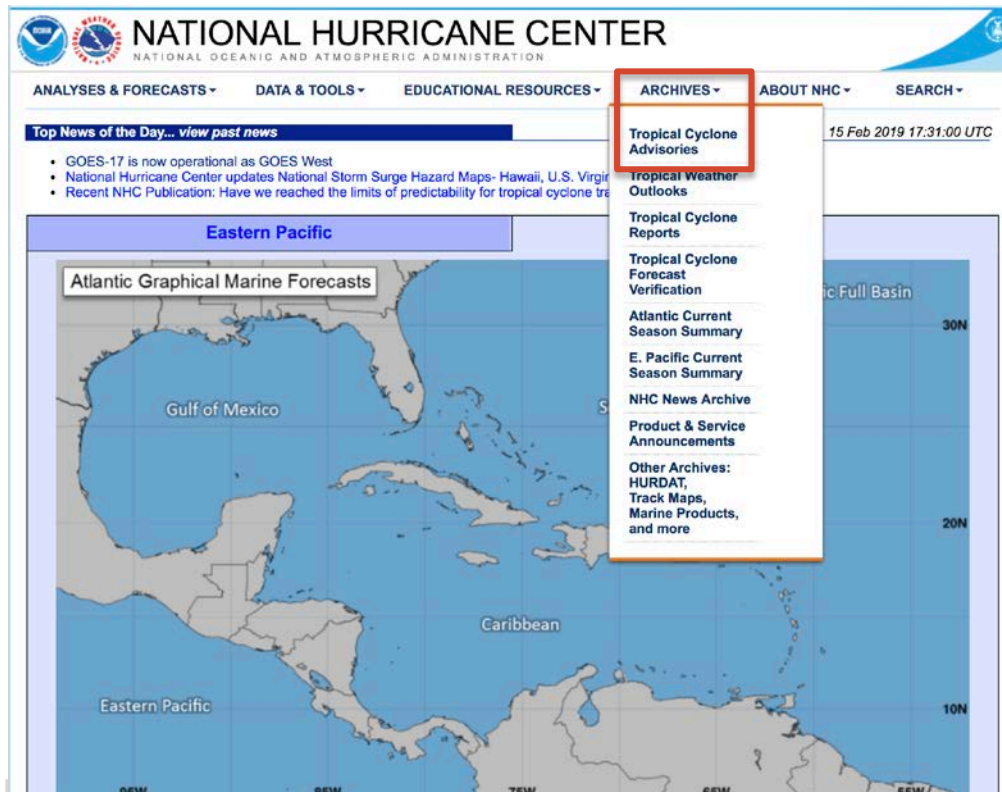 NATIONAL HURRICANE CENTER
NATIONAL OCEANIC AND ATMOSPHERIC ADMINISTRATION
ANALYSES & FORECASTS DATA & TOOLS EDUCATIONAL RESOURCES ARCHIVES ABOUT NHC SEARCH
Top News of the Day... view past news
15 Feb 2019 17:31:00 UTC
GOES-17 is now operational as GOES West
National Hurricane Center updates National Storm Surge Hazard Maps- Hawaii, U.S.
Recent NHC Publication: Have we reached the limits of predictability for tropical cyclone
Tropical Cyclone
Advisories
Tropical Weather
Outlooks
Tropical Cyclone
Reports
Tropical Cyclone
Forecast
Verification
Atlantic Current
Season Summary
E. Pacific Current
Season Summary
NHC News Archive
Product & Service
Announcements
Other Archives:
HURDAT,
Track Maps,
Marine Products,
and more
Eastern Pacific
Atlantic Graphical Marine Forecasts
Full Basin
30N
Gulf of Mexico
20N
Caribbean
Eastern Pacific
10N
95W 85W 75W 65W 55W